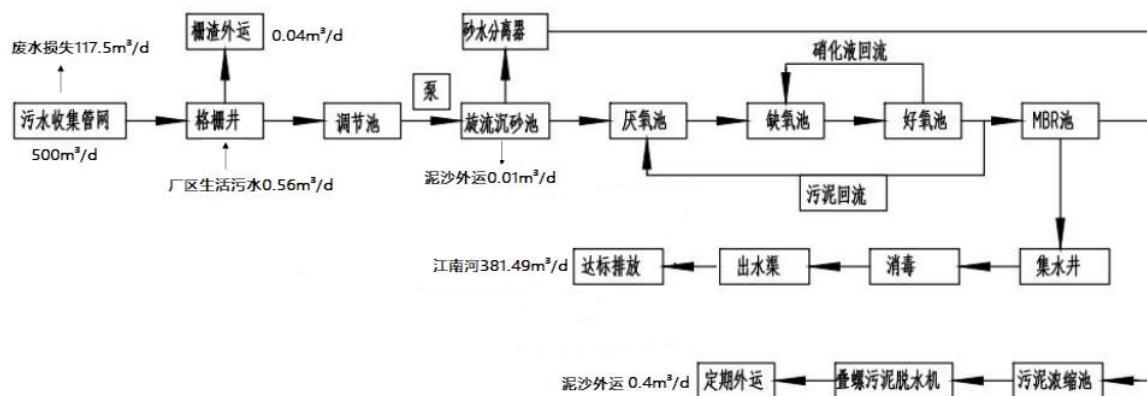 栅渣外运 0.04m³/d
砂水分离器
废水损失117.5m³/d
硝化液回流
泵
污水收集管网
格栅井
调节池
旋流沉砂池
厌氧池
缺氧池
好氧池
MBR池
500m³/d
厂区生活污水0.56m³/d
泥沙外运0.01m³/d
污泥回流
江南河381.49m³/d
达标排放
出水渠
消毒
集水井
泥沙外运 0.4m³/d
定期外运
叠螺污泥脱水机
污泥浓缩池